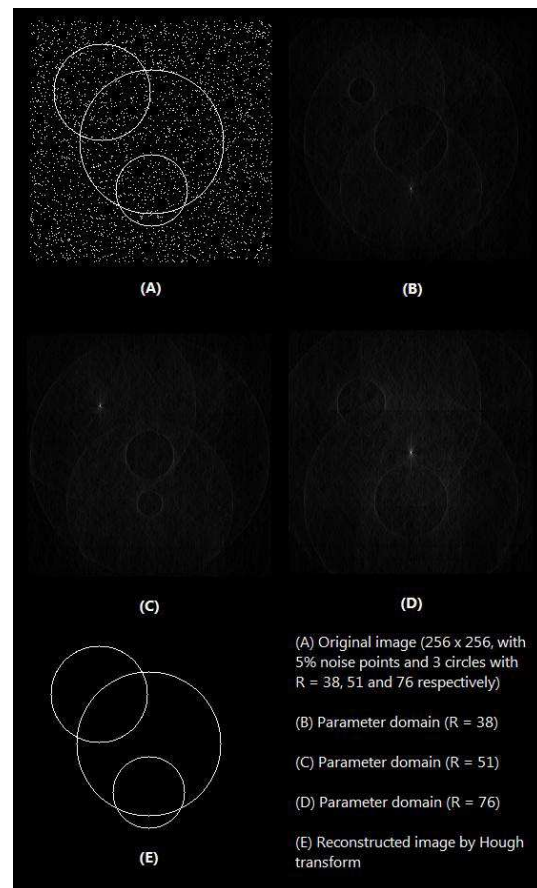 (A)
(B)
(C)
(D)
(E)
(A) Original image (256 x 256, with
5% noise points and 3 circles with
R = 38, 51 and 76 respectively)
(B) Parameter domain (R = 38)
(C) Parameter domain (R = 51)
(D) Parameter domain (R = 76)
(E) Reconstructed image by Hough
transform